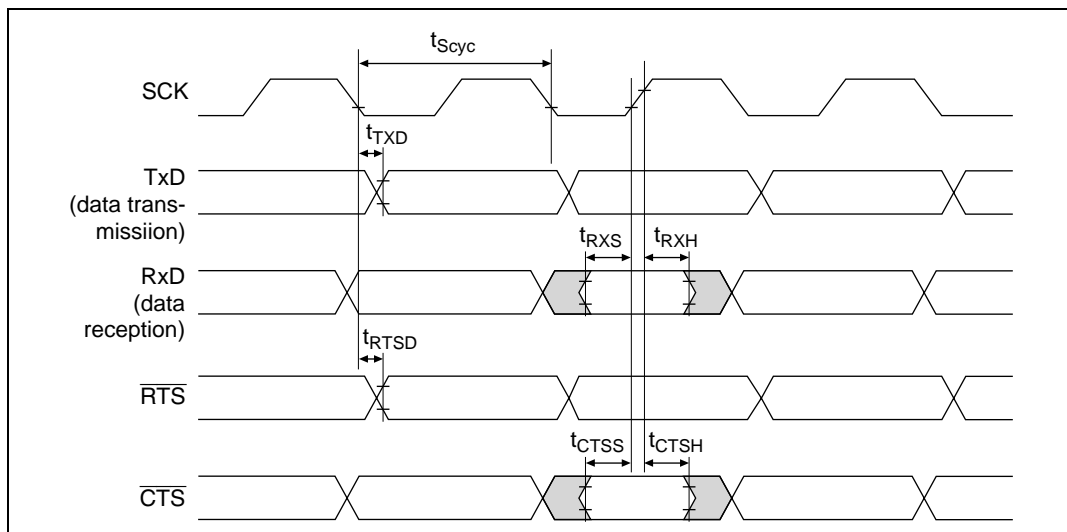 tScyc
SCK
tTXD
TxD
(data trans-
missiion)
tRXS tRXH
RxD
(data
reception)
tRTSD
RTS
tCTSS tCTSH
CTS